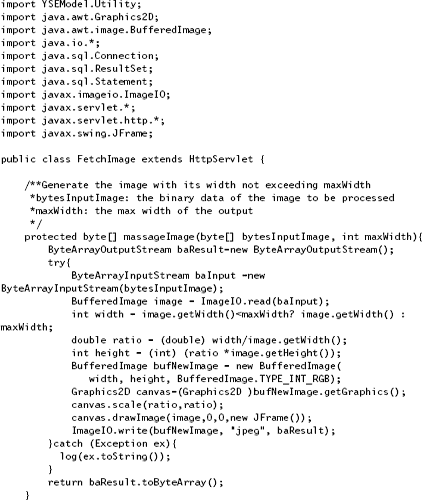 import YSEModel.Utility;
import java.awt.Graphics2D;
import java.awt.image.BufferedImage;
import java.io.*;
import java.sql.Connection;
import java.sql.ResultSet;
import java.sql.Statement;
import javax.imageio.ImageIO;
import javax.servlet.*;
import javax.servlet.http.*;
import javax.swing.JFrame;
public class FetchImage extends HttpServlet {
/**Generate the image with its width not exceeding maxWidth
*bytesInputImage: the binary data of the image to be processed
*maxWidth: the max width of the output
*/
protected byte[] massageImage(byte[] bytesInputImage, int maxWidth){
ByteArrayOutputStream baResult=new ByteArrayOutputStream();
try{
ByteArrayInputStream baInput =new
ByteArrayInputStream(bytesInputImage);
BufferedImage image = ImageIO.read(baInput);
int width = image.getWidth()<maxWidth? image.getWidth() :
maxWidth;
double ratio = (double) width/image.getWidth();
int height = (int) (ratio *image.getHeight());
BufferedImage bufNewImage = new BufferedImage(
width, height, BufferedImage.TYPE_INT_RGB);
Graphics2D canvas=(Graphics2D )bufNewImage.getGraphics();
canvas.scale(ratio,ratio);
canvas.drawImage(image,0,0,new JFrame());
ImageIO.write(bufNewImage, "jpeg", baResult);
}catch (Exception ex){
log(ex.toString());
}
return baResult.toByteArray();
}